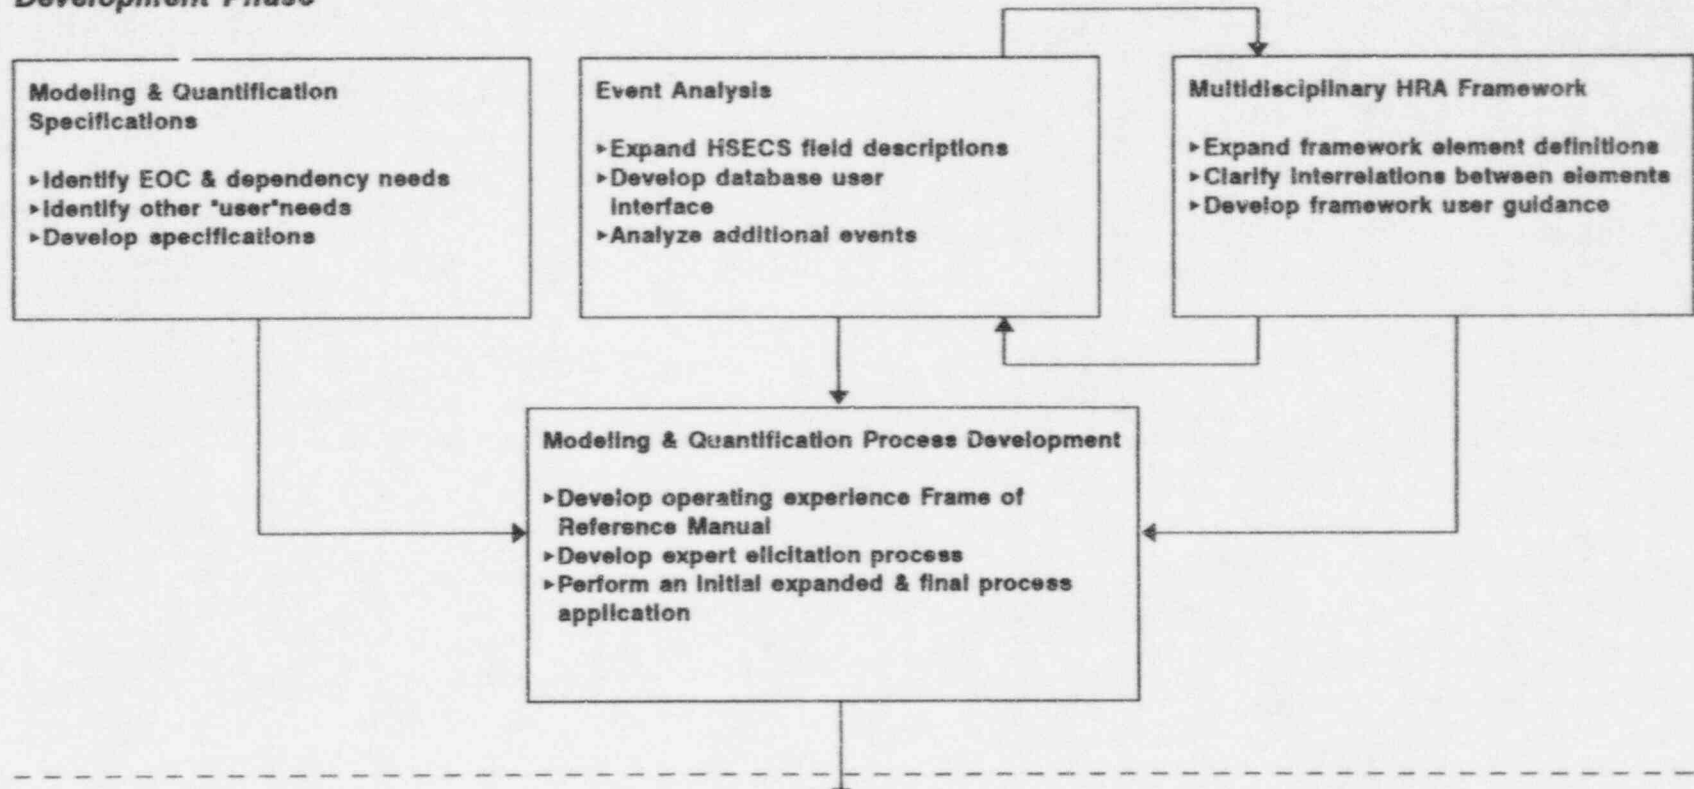 Development Phase
Modeling & Quantification
Specifications
▸Identify EOC & dependency needs
▸Identify other "user"needs
▸Develop specifications
Event Analysis
▸Expand HSECS field descriptions
▸Develop database user
interface
▸Analyze additional events
Multidisciplinary HRA Framework
▸Expand framework element definitions
▸Clarify interrelations between elements
▸Develop framework user guidance
Modeling & Quantification Process Development
▸Develop operating experience Frame of
Reference Manual
▸Develop expert elicitation process
▸Perform an initial expanded & final process
application